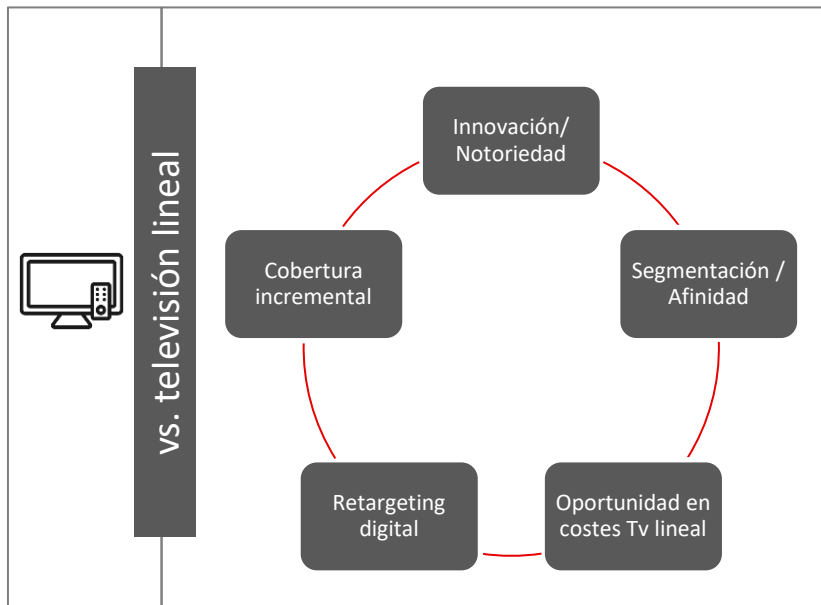 vs. televisión lineal
Innovación/
Notoriedad
Segmentación /
Afinidad
Oportunidad en
costes Tv lineal
Retargeting
digital
Cobertura
incremental